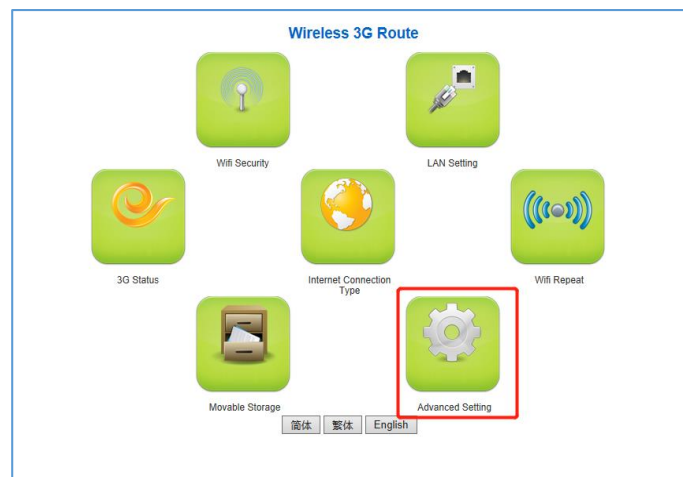 Wireless 3G Route
Wifi Security
LAN Setting
3G Status
Internet Connection
Type
Wifi Repeat
Movable Storage
Advanced Setting
简体 繁体 English